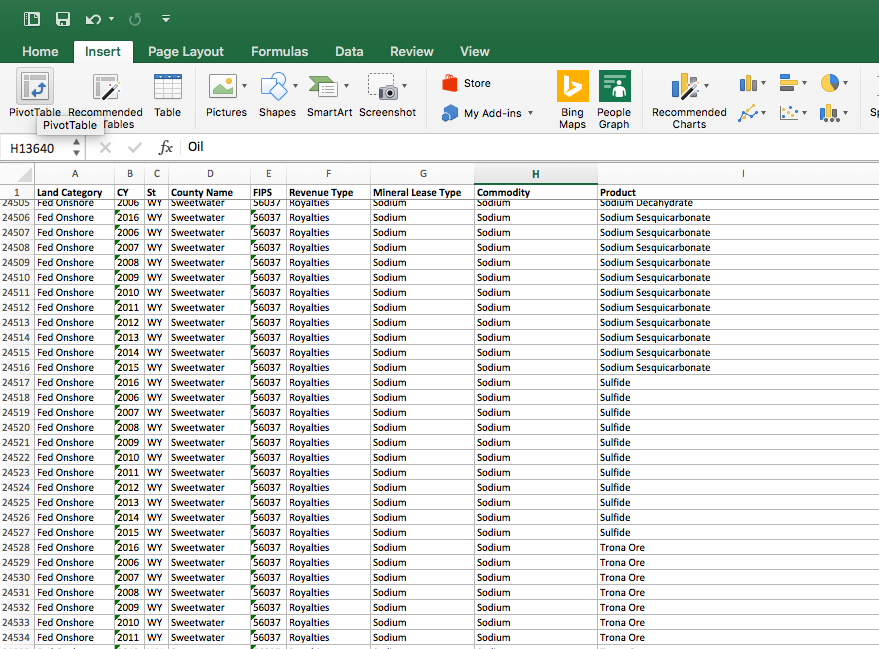 Home Insert Page Layout Formulas Data Review View
PivotTable Recommended Tables Table Pictures Shapes SmartArt Screenshot Store My Add-ins Bing Maps People Graph Recommended Charts
PivotTable
H13640 fx Oil
A B C D E F G H I
1 Land Category CY St County Name FIPS Revenue Type Mineral Lease Type Commodity Product
24505 Fed Onshore 2006 WY Sweetwater 56037 Royalties Sodium Sodium Sodium Decahydrate
24506 Fed Onshore 2016 WY Sweetwater 56037 Royalties Sodium Sodium Sodium Sesquicarbonate
24507 Fed Onshore 2006 WY Sweetwater 56037 Royalties Sodium Sodium Sodium Sesquicarbonate
24508 Fed Onshore 2007 WY Sweetwater 56037 Royalties Sodium Sodium Sodium Sesquicarbonate
24509 Fed Onshore 2008 WY Sweetwater 56037 Royalties Sodium Sodium Sodium Sesquicarbonate
24510 Fed Onshore 2009 WY Sweetwater 56037 Royalties Sodium Sodium Sodium Sesquicarbonate
24511 Fed Onshore 2010 WY Sweetwater 56037 Royalties Sodium Sodium Sodium Sesquicarbonate
24512 Fed Onshore 2011 WY Sweetwater 56037 Royalties Sodium Sodium Sodium Sesquicarbonate
24513 Fed Onshore 2012 WY Sweetwater 56037 Royalties Sodium Sodium Sodium Sesquicarbonate
24514 Fed Onshore 2013 WY Sweetwater 56037 Royalties Sodium Sodium Sodium Sesquicarbonate
24515 Fed Onshore 2014 WY Sweetwater 56037 Royalties Sodium Sodium Sodium Sesquicarbonate
24516 Fed Onshore 2015 WY Sweetwater 56037 Royalties Sodium Sodium Sodium Sesquicarbonate
24517 Fed Onshore 2016 WY Sweetwater 56037 Royalties Sodium Sodium Sulfide
24518 Fed Onshore 2006 WY Sweetwater 56037 Royalties Sodium Sodium Sulfide
24519 Fed Onshore 2007 WY Sweetwater 56037 Royalties Sodium Sodium Sulfide
24520 Fed Onshore 2008 WY Sweetwater 56037 Royalties Sodium Sodium Sulfide
24521 Fed Onshore 2009 WY Sweetwater 56037 Royalties Sodium Sodium Sulfide
24522 Fed Onshore 2010 WY Sweetwater 56037 Royalties Sodium Sodium Sulfide
24523 Fed Onshore 2011 WY Sweetwater 56037 Royalties Sodium Sodium Sulfide
24524 Fed Onshore 2012 WY Sweetwater 56037 Royalties Sodium Sodium Sulfide
24525 Fed Onshore 2013 WY Sweetwater 56037 Royalties Sodium Sodium Sulfide
24526 Fed Onshore 2014 WY Sweetwater 56037 Royalties Sodium Sodium Sulfide
24527 Fed Onshore 2015 WY Sweetwater 56037 Royalties Sodium Sodium Sulfide
24528 Fed Onshore 2016 WY Sweetwater 56037 Royalties Sodium Sodium Trona Ore
24529 Fed Onshore 2006 WY Sweetwater 56037 Royalties Sodium Sodium Trona Ore
24530 Fed Onshore 2007 WY Sweetwater 56037 Royalties Sodium Sodium Trona Ore
24531 Fed Onshore 2008 WY Sweetwater 56037 Royalties Sodium Sodium Trona Ore
24532 Fed Onshore 2009 WY Sweetwater 56037 Royalties Sodium Sodium Trona Ore
24533 Fed Onshore 2010 WY Sweetwater 56037 Royalties Sodium Sodium Trona Ore
24534 Fed Onshore 2011 WY Sweetwater 56037 Royalties Sodium Sodium Trona Ore